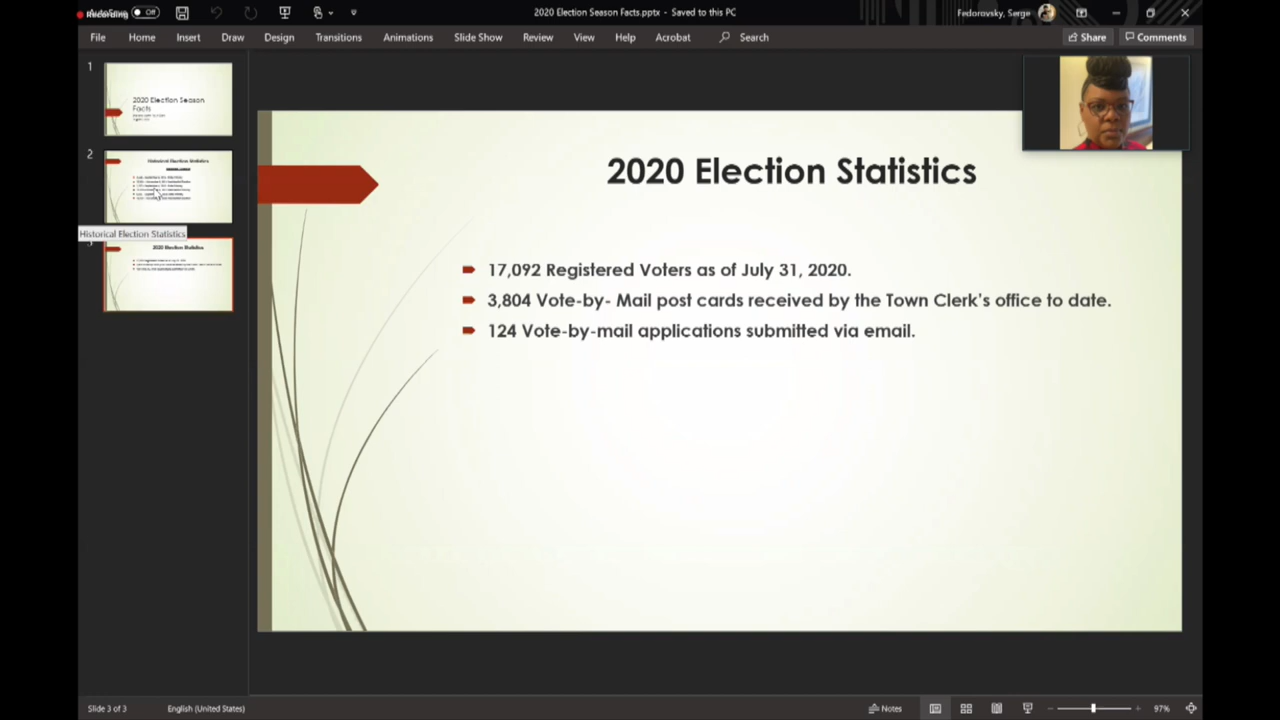 Recording
Off
2020 Election Season Facts.pptx - Saved to this PC
Fedorovsky, Serge
File Home Insert Draw Design Transitions Animations Slide Show Review View Help Acrobat Search Share Comments
1
2020 Election Season
Facts
2
Historical Election Statistics
Historical Election Statistics
3
2020 Election Statistics
2020 Election Statistics
17,092 Registered Voters as of July 31, 2020.
3,804 Vote-by- Mail post cards received by the Town Clerk's office to date.
124 Vote-by-mail applications submitted via email.
Slide 3 of 3 English (United States) Notes 97%